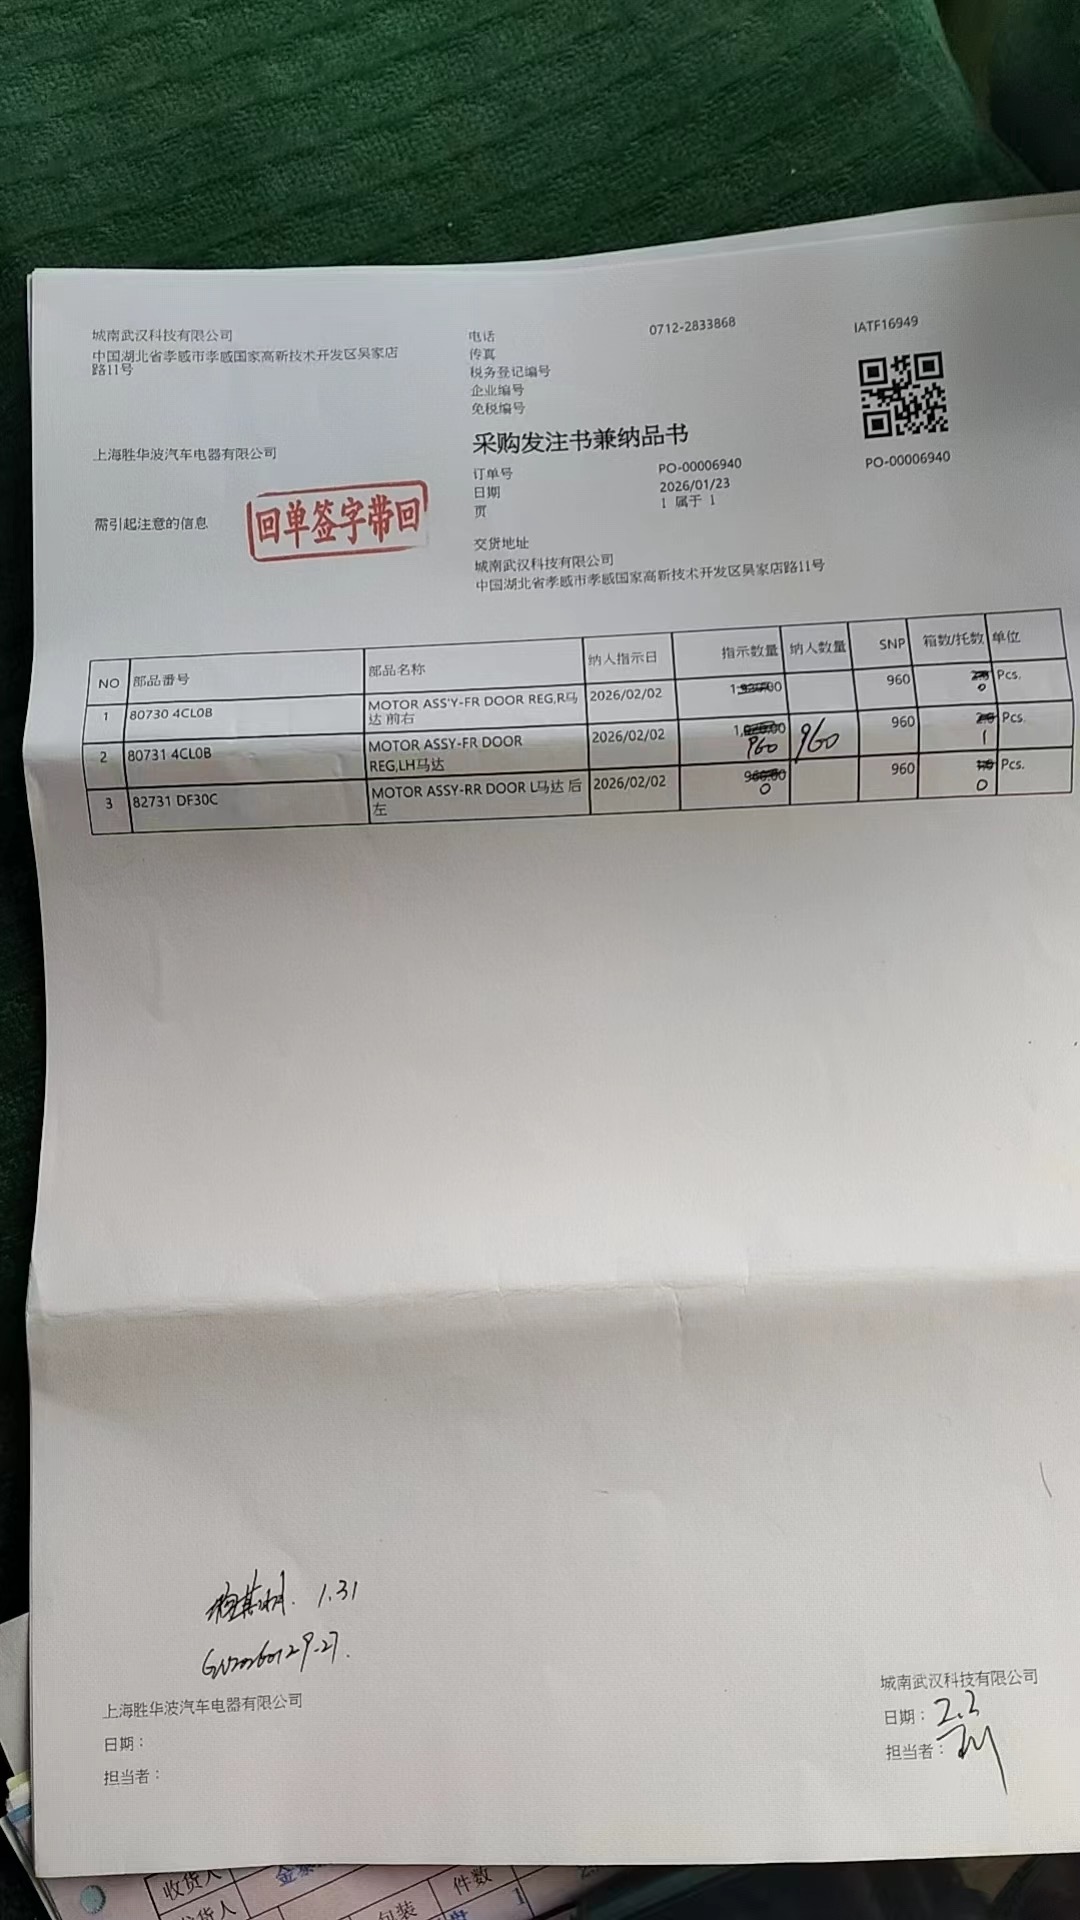 城南武汉科技有限公司
中国湖北省孝感市孝感国家高新技术开发区吴家店
路11号
电话 0712-2833868
传真
税务登记编号
企业编号
免税编号
IATF16949
上海胜华波汽车电器有限公司
采购发注书兼纳品书
订单号 PO-00006940
日期 2026/01/23
页 1 属于 1
PO-00006940
需引起注意的信息
回单签字带回
交货地址
城南武汉科技有限公司
中国湖北省孝感市孝感国家高新技术开发区吴家店路11号
NO 部品番号 部品名称 纳入指示日 指示数量 纳入数量 SNP 箱数/托数 单位
1 80730 4CL0B MOTOR ASS'Y-FR DOOR REG,R马
达 前右 2026/02/02 960 0 Pcs.
2 80731 4CL0B MOTOR ASSY-FR DOOR
REG,LH马达 2026/02/02 960 960 960 1 Pcs.
3 82731 DF30C MOTOR ASSY-RR DOOR L马达 后
左 2026/02/02 960.00 0 960 0 Pcs.
1.31
上海胜华波汽车电器有限公司
日期：
担当者：
城南武汉科技有限公司
日期：2.2
担当者：
收货人
件数
包装
1